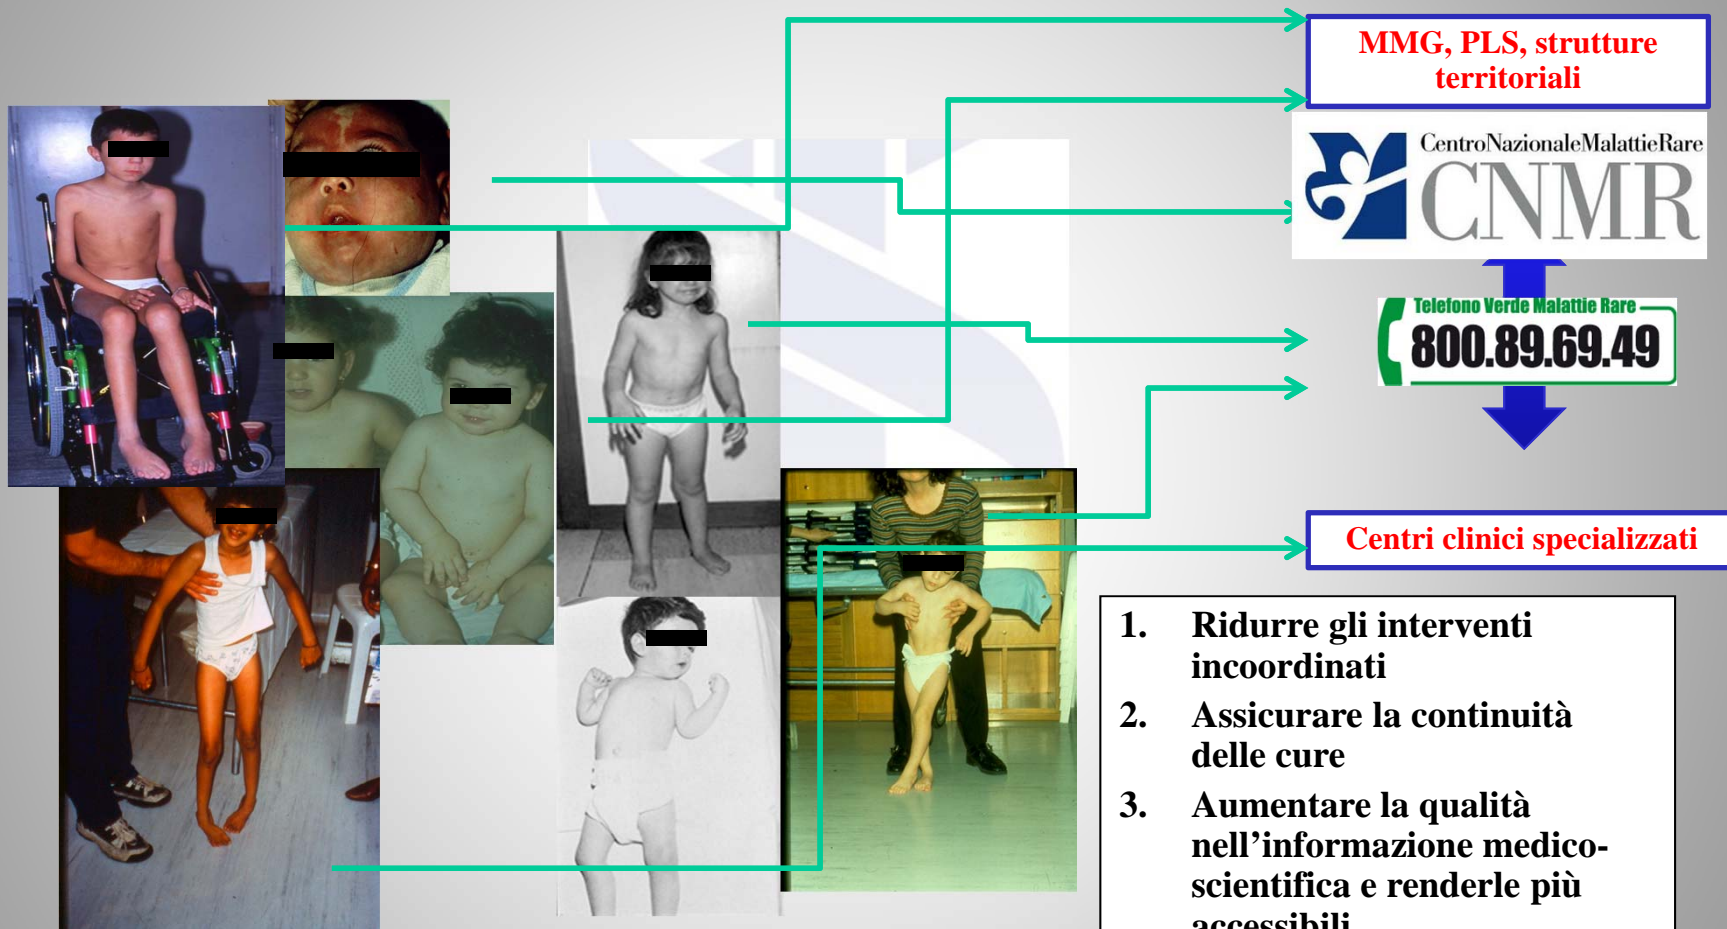 MMG, PLS, strutture
territoriali
CentroNazionaleMalattieRare
CNMR
Telefono Verde Malattie Rare
800.89.69.49
Centri clinici specializzati
1. Ridurre gli interventi
incoordinati
2. Assicurare la continuità
delle cure
3. Aumentare la qualità
nell’informazione medico-
scientifica e renderle più
accessibili